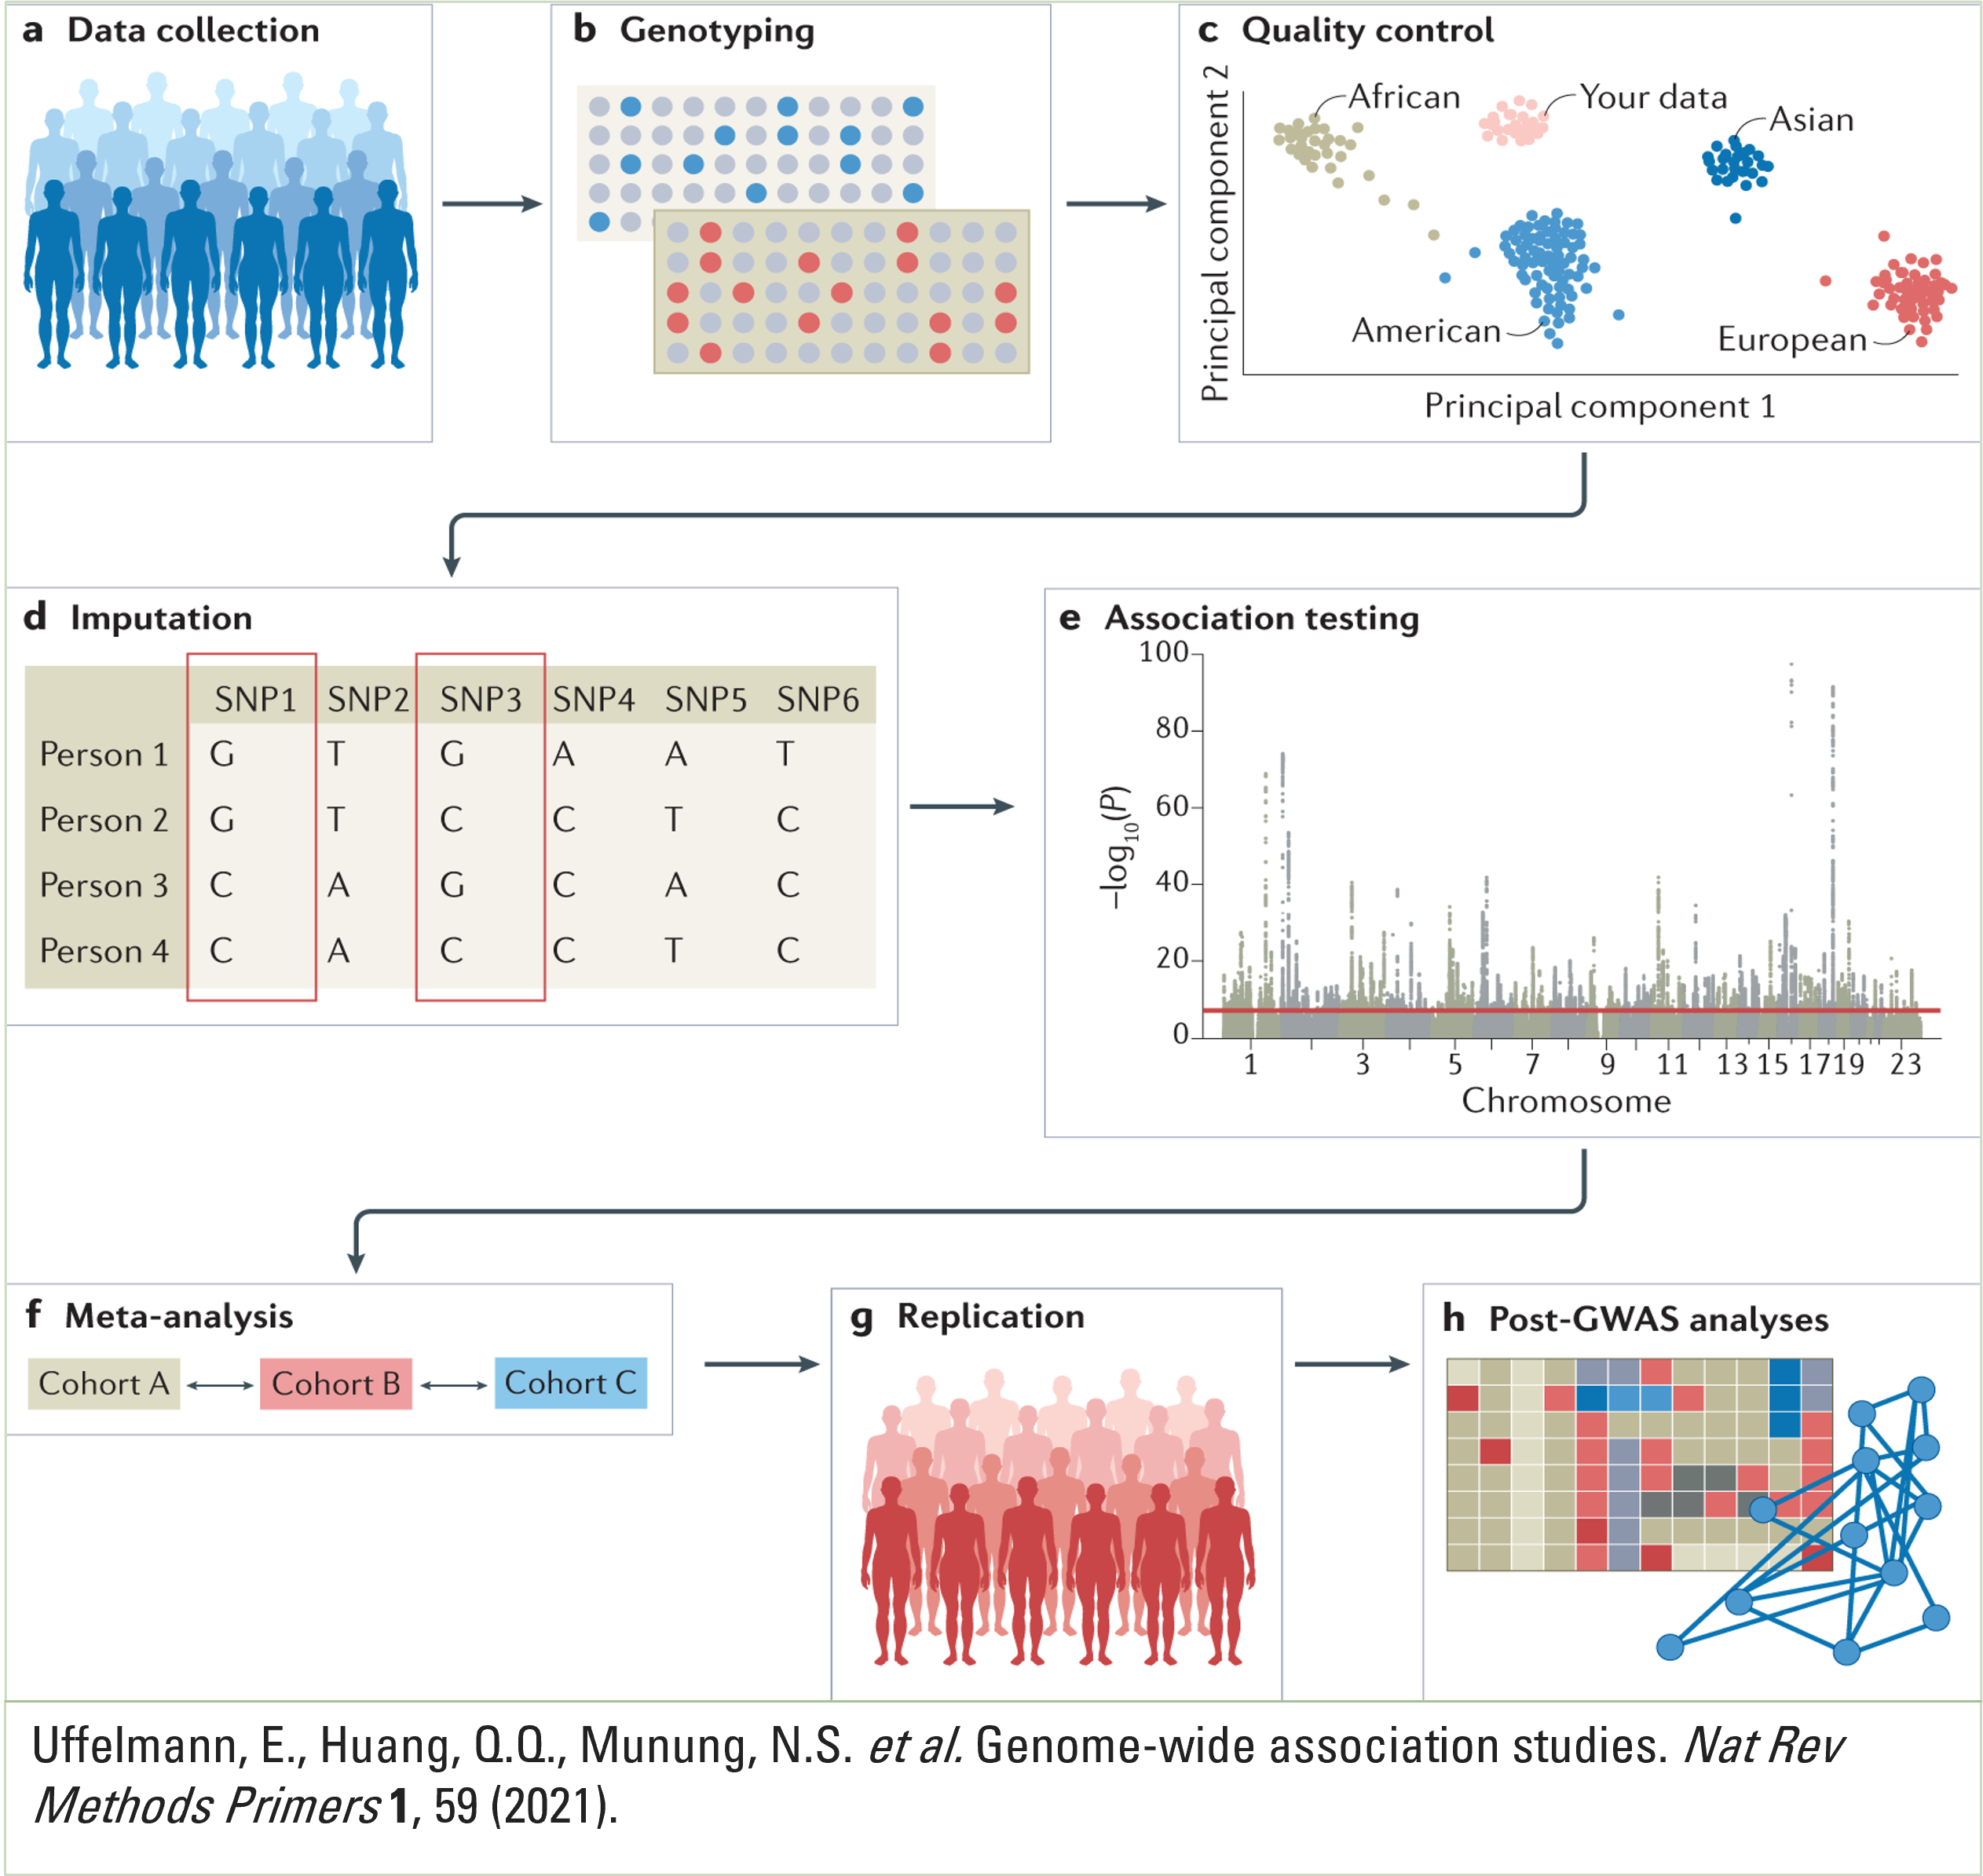 a Data collection
b Genotyping
c Quality control
Principal component 2
African
Your data
Asian
American
European
Principal component 1
d Imputation
SNP1 SNP2 SNP3 SNP4 SNP5 SNP6
Person 1 G T G A A T
Person 2 G T C C T C
Person 3 C A G C A C
Person 4 C A C C T C
e Association testing
–log10(P)
100
80
60
40
20
0
1 3 5 7 9 11 13 15 17 19 23
Chromosome
f Meta-analysis
Cohort A Cohort B Cohort C
g Replication
h Post-GWAS analyses
Uffelmann, E., Huang, Q.Q., Munung, N.S. et al. Genome-wide association studies. Nat Rev
Methods Primers 1, 59 (2021).